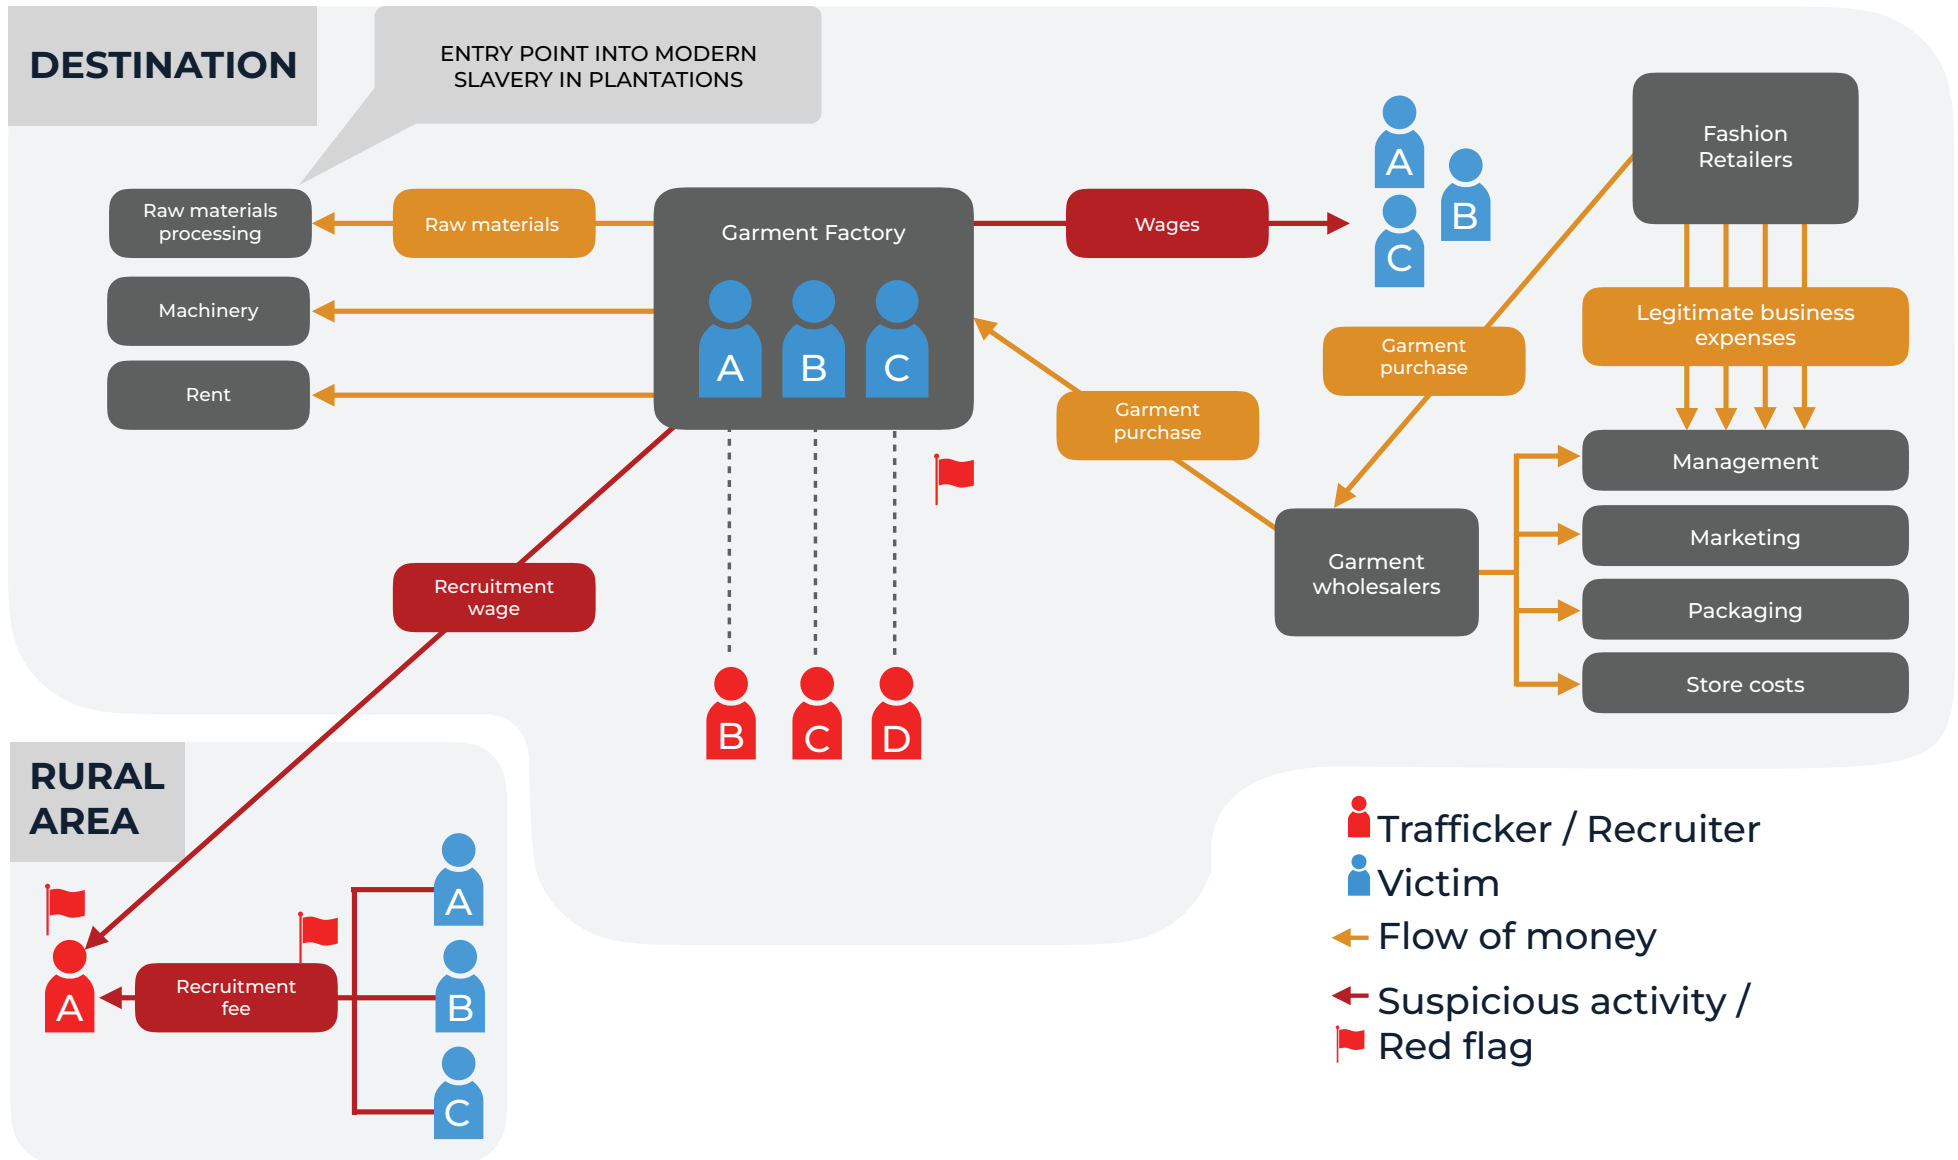 DESTINATION
ENTRY POINT INTO MODERN
SLAVERY IN PLANTATIONS
Raw materials
processing
Raw materials
Machinery
Rent
Garment Factory
A
B
C
Wages
A
B
C
Fashion
Retailers
Legitimate business
expenses
Garment
purchase
Garment
purchase
Management
Marketing
Packaging
Store costs
Garment
wholesalers
Recruitment
wage
B
C
D
RURAL
AREA
A
Recruitment
fee
A
B
C
Trafficker / Recruiter
Victim
Flow of money
Suspicious activity /
Red flag